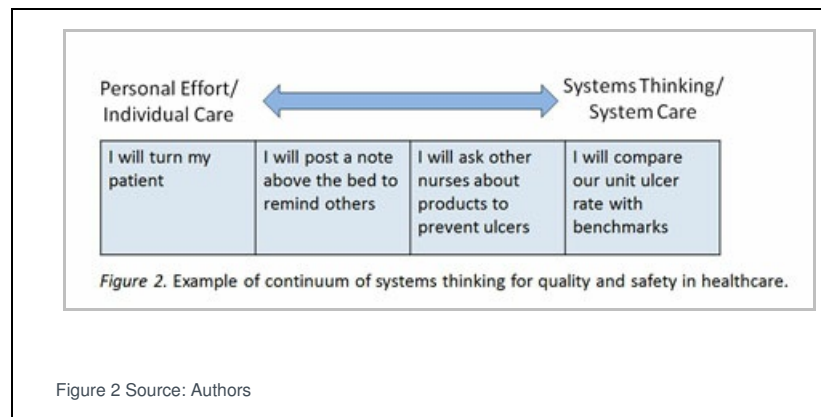 Personal Effort/
Individual Care
Systems Thinking/
System Care
I will turn my
patient
I will post a note
above the bed to
remind others
I will ask other
nurses about
products to
prevent ulcers
I will compare
our unit ulcer
rate with
benchmarks
Figure 2. Example of continuum of systems thinking for quality and safety in healthcare.
Figure 2 Source: Authors